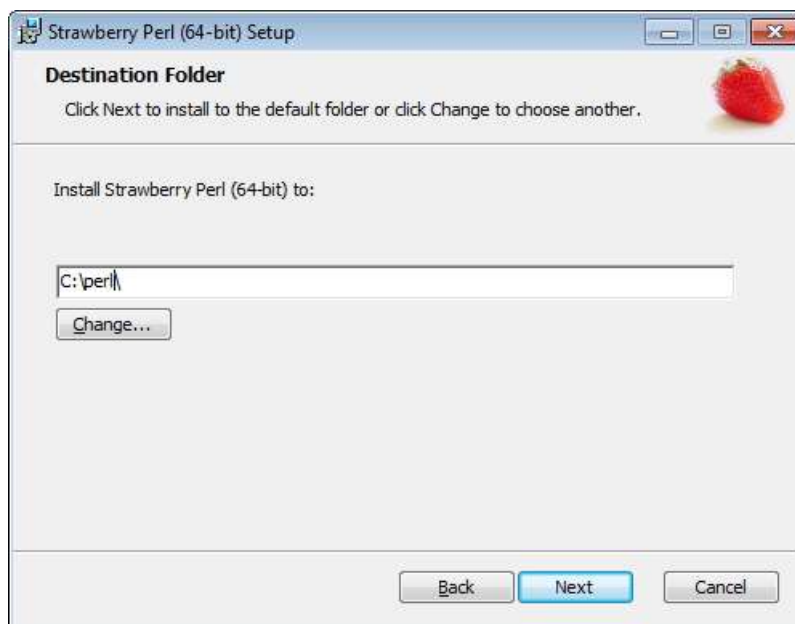 Strawberry Perl (64-bit) Setup
Destination Folder
Click Next to install to the default folder or click Change to choose another.
Install Strawberry Perl (64-bit) to:
C:\perl\
Change...
Back Next Cancel